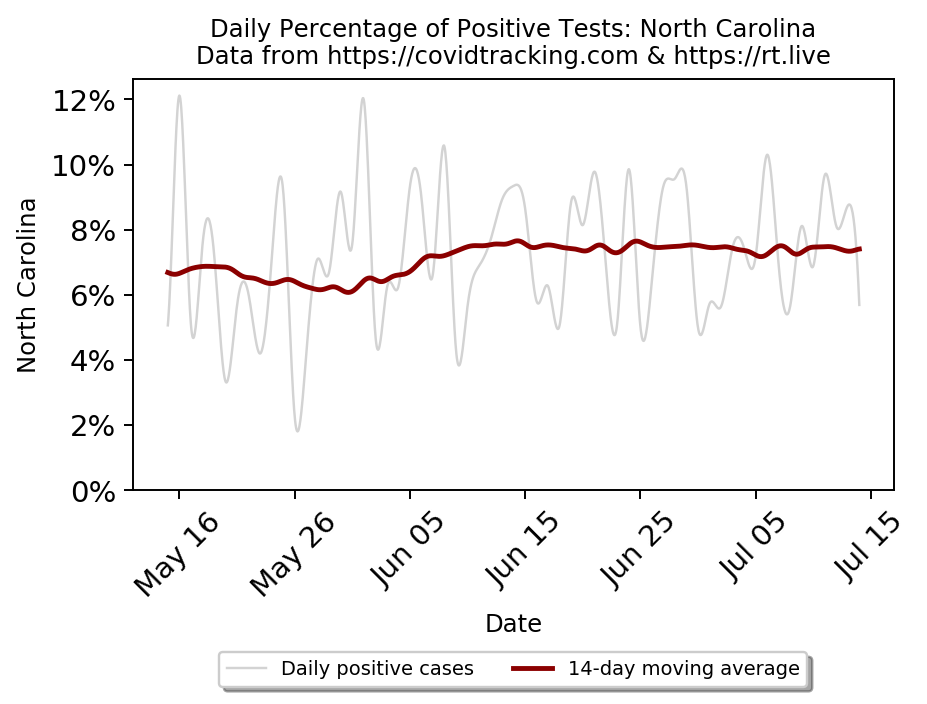 Daily Percentage of Positive Tests: North Carolina
Data from https://covidtracking.com & https://rt.live
12%
10%
8%
6%
4%
2%
0%
North Carolina
May 16
May 26
Jun 05
Jun 15
Jun 25
Jul 05
Jul 15
Date
Daily positive cases
14-day moving average